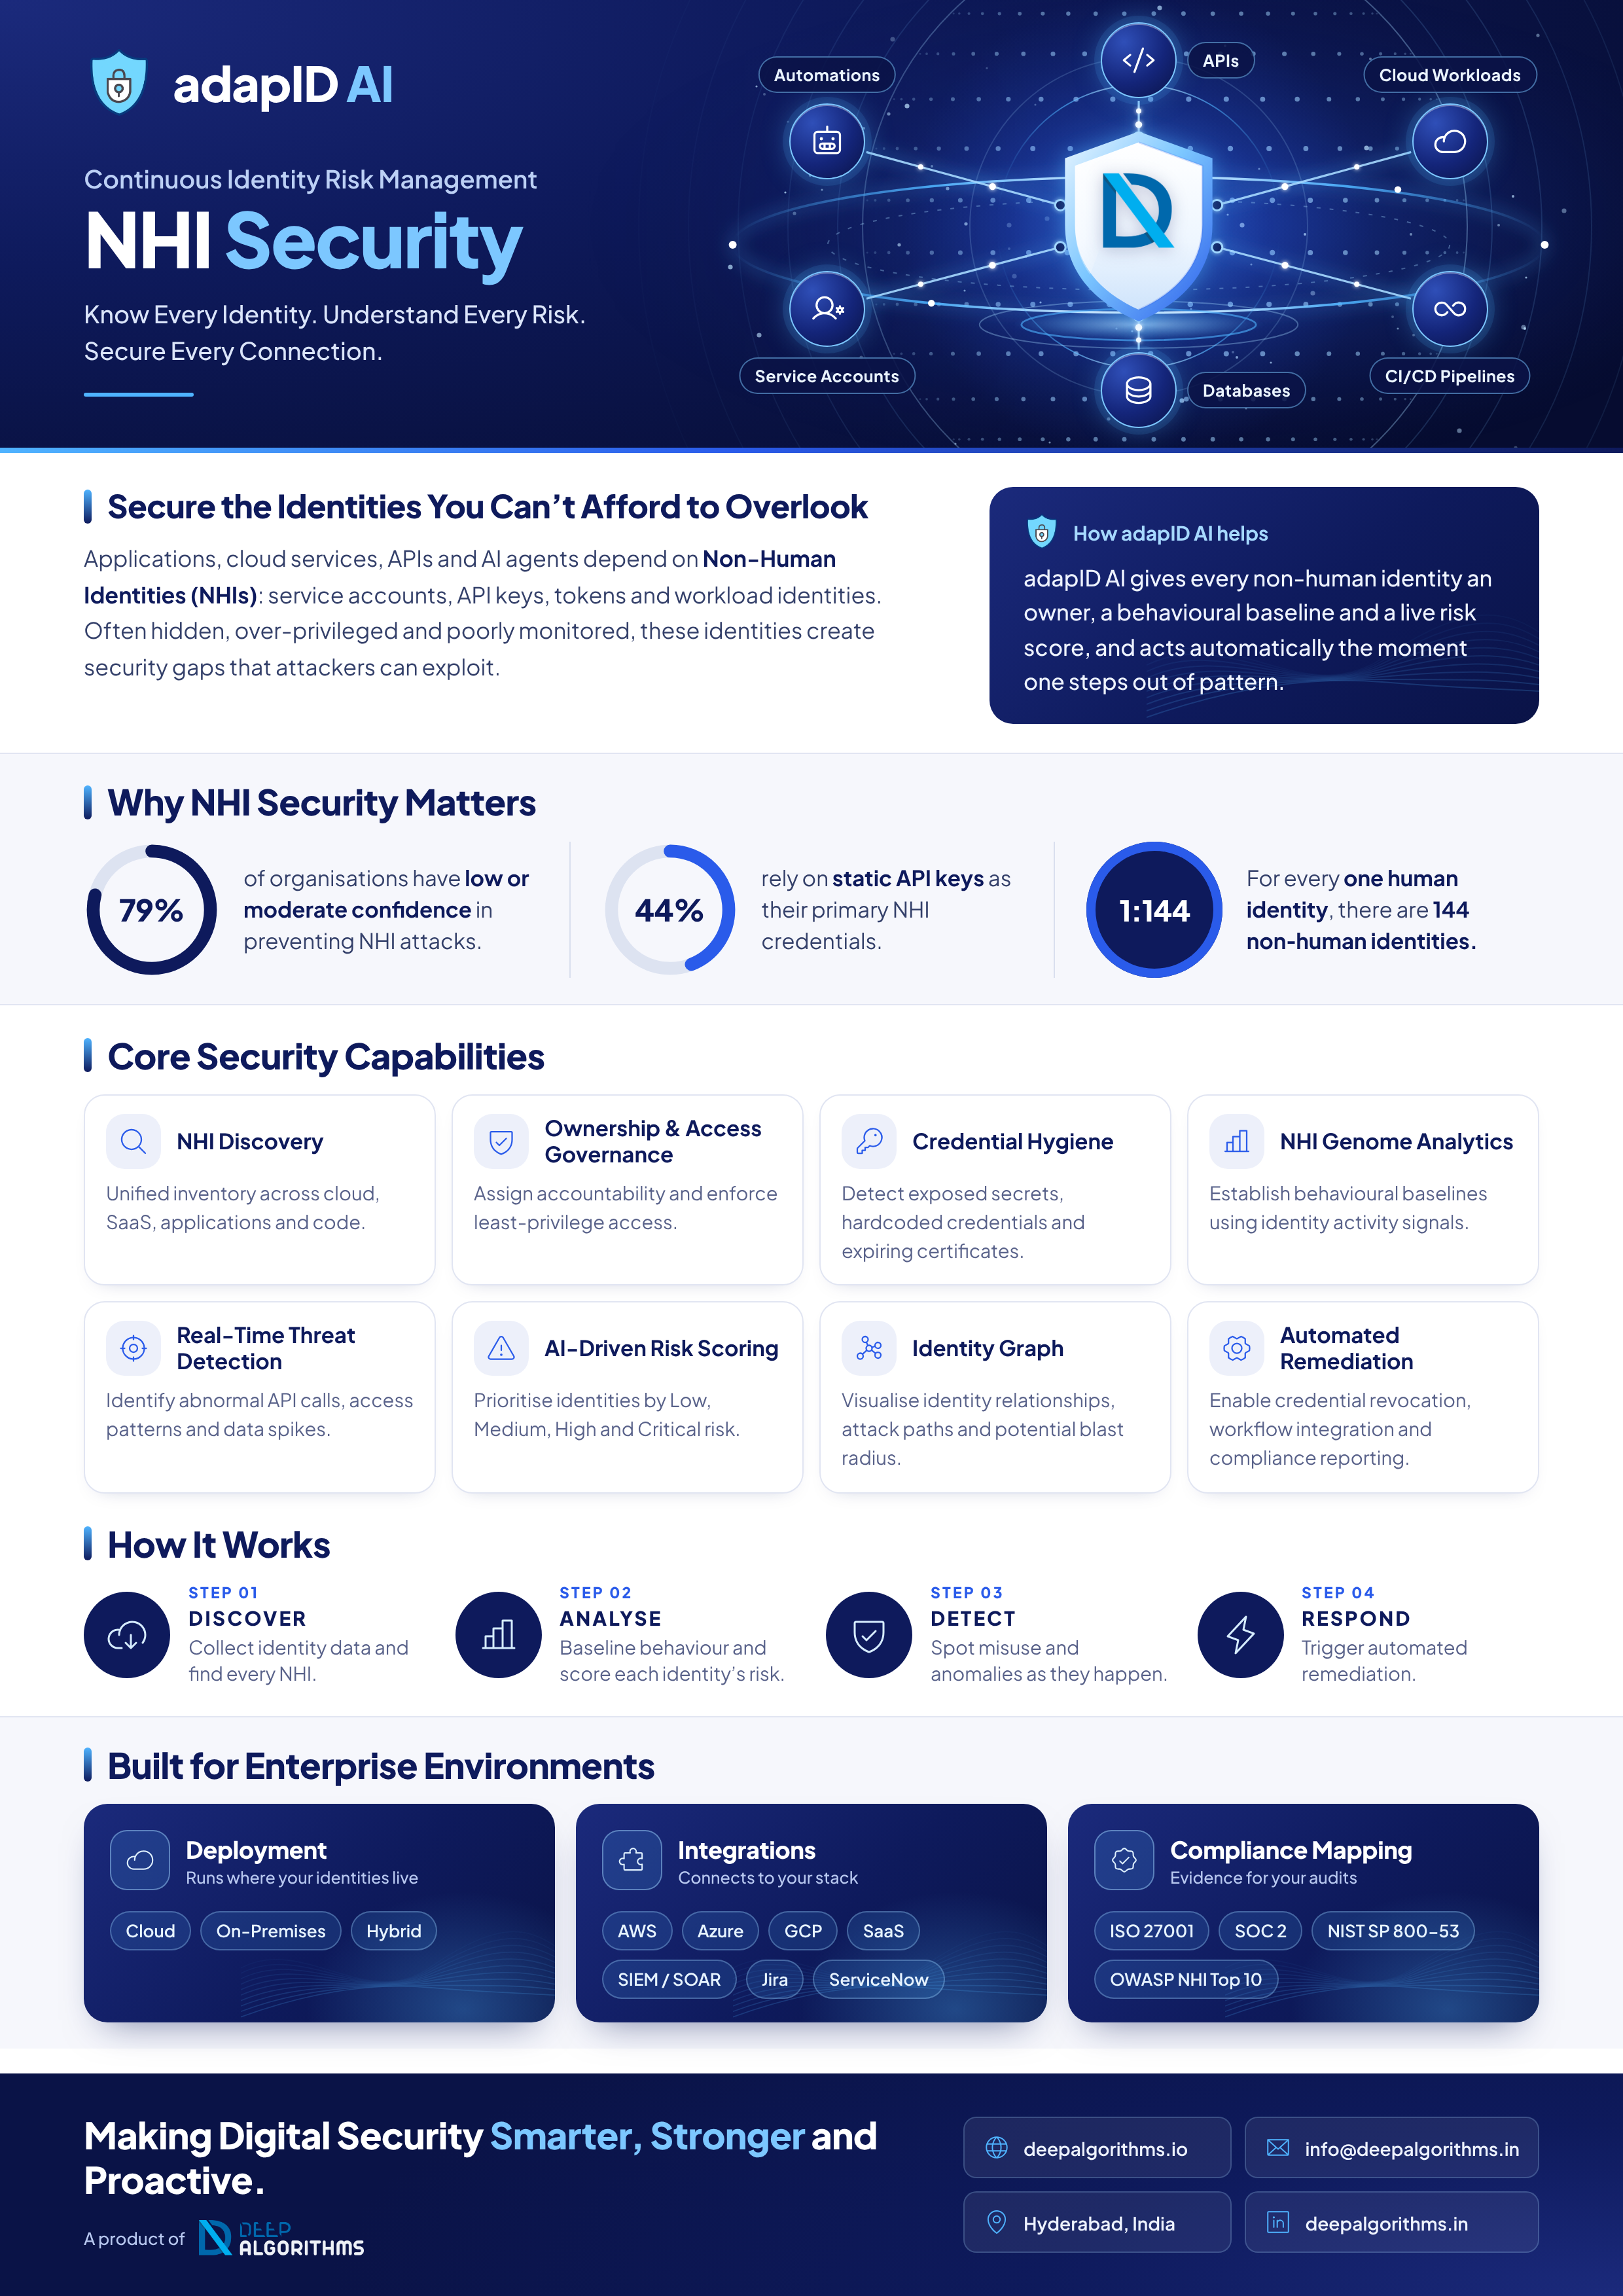 adapID AI
Continuous Identity Risk Management
NHI Security
Know Every Identity. Understand Every Risk.
Secure Every Connection.
Automations
APIs
Cloud Workloads
Service Accounts
Databases
CI/CD Pipelines
Secure the Identities You Can’t Afford to Overlook
Applications, cloud services, APIs and AI agents depend on Non-Human
Identities (NHIs): service accounts, API keys, tokens and workload identities.
Often hidden, over-privileged and poorly monitored, these identities create
security gaps that attackers can exploit.
How adapID AI helps
adapID AI gives every non-human identity an
owner, a behavioural baseline and a live risk
score, and acts automatically the moment
one steps out of pattern.
Why NHI Security Matters
79%
of organisations have low or
moderate confidence in
preventing NHI attacks.
44%
rely on static API keys as
their primary NHI
credentials.
1:144
For every one human
identity, there are 144
non-human identities.
Core Security Capabilities
NHI Discovery
Unified inventory across cloud,
SaaS, applications and code.
Ownership & Access
Governance
Assign accountability and enforce
least-privilege access.
Credential Hygiene
Detect exposed secrets,
hardcoded credentials and
expiring certificates.
NHI Genome Analytics
Establish behavioural baselines
using identity activity signals.
Real-Time Threat
Detection
Identify abnormal API calls, access
patterns and data spikes.
AI-Driven Risk Scoring
Prioritise identities by Low,
Medium, High and Critical risk.
Identity Graph
Visualise identity relationships,
attack paths and potential blast
radius.
Automated
Remediation
Enable credential revocation,
workflow integration and
compliance reporting.
How It Works
STEP 01
DISCOVER
Collect identity data and
find every NHI.
STEP 02
ANALYSE
Baseline behaviour and
score each identity’s risk.
STEP 03
DETECT
Spot misuse and
anomalies as they happen.
STEP 04
RESPOND
Trigger automated
remediation.
Built for Enterprise Environments
Deployment
Runs where your identities live
Cloud
On-Premises
Hybrid
Integrations
Connects to your stack
AWS
Azure
GCP
SaaS
SIEM / SOAR
Jira
ServiceNow
Compliance Mapping
Evidence for your audits
ISO 27001
SOC 2
NIST SP 800-53
OWASP NHI Top 10
Making Digital Security Smarter, Stronger and
Proactive.
A product of
DEEP
ALGORITHMS
deepalgorithms.io
info@deepalgorithms.in
Hyderabad, India
deepalgorithms.in